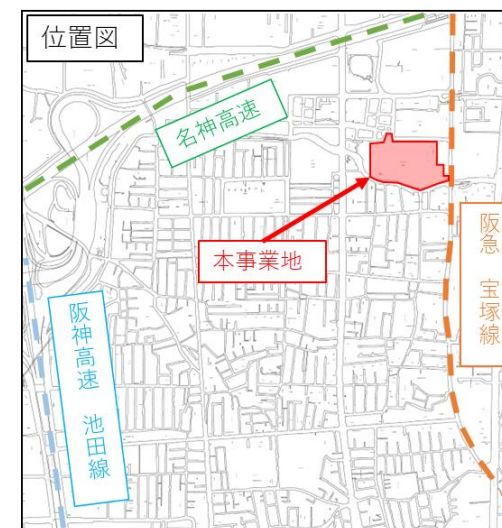 位置図
名神高速
本事業地
阪急 宝塚線
阪神高速 池田線